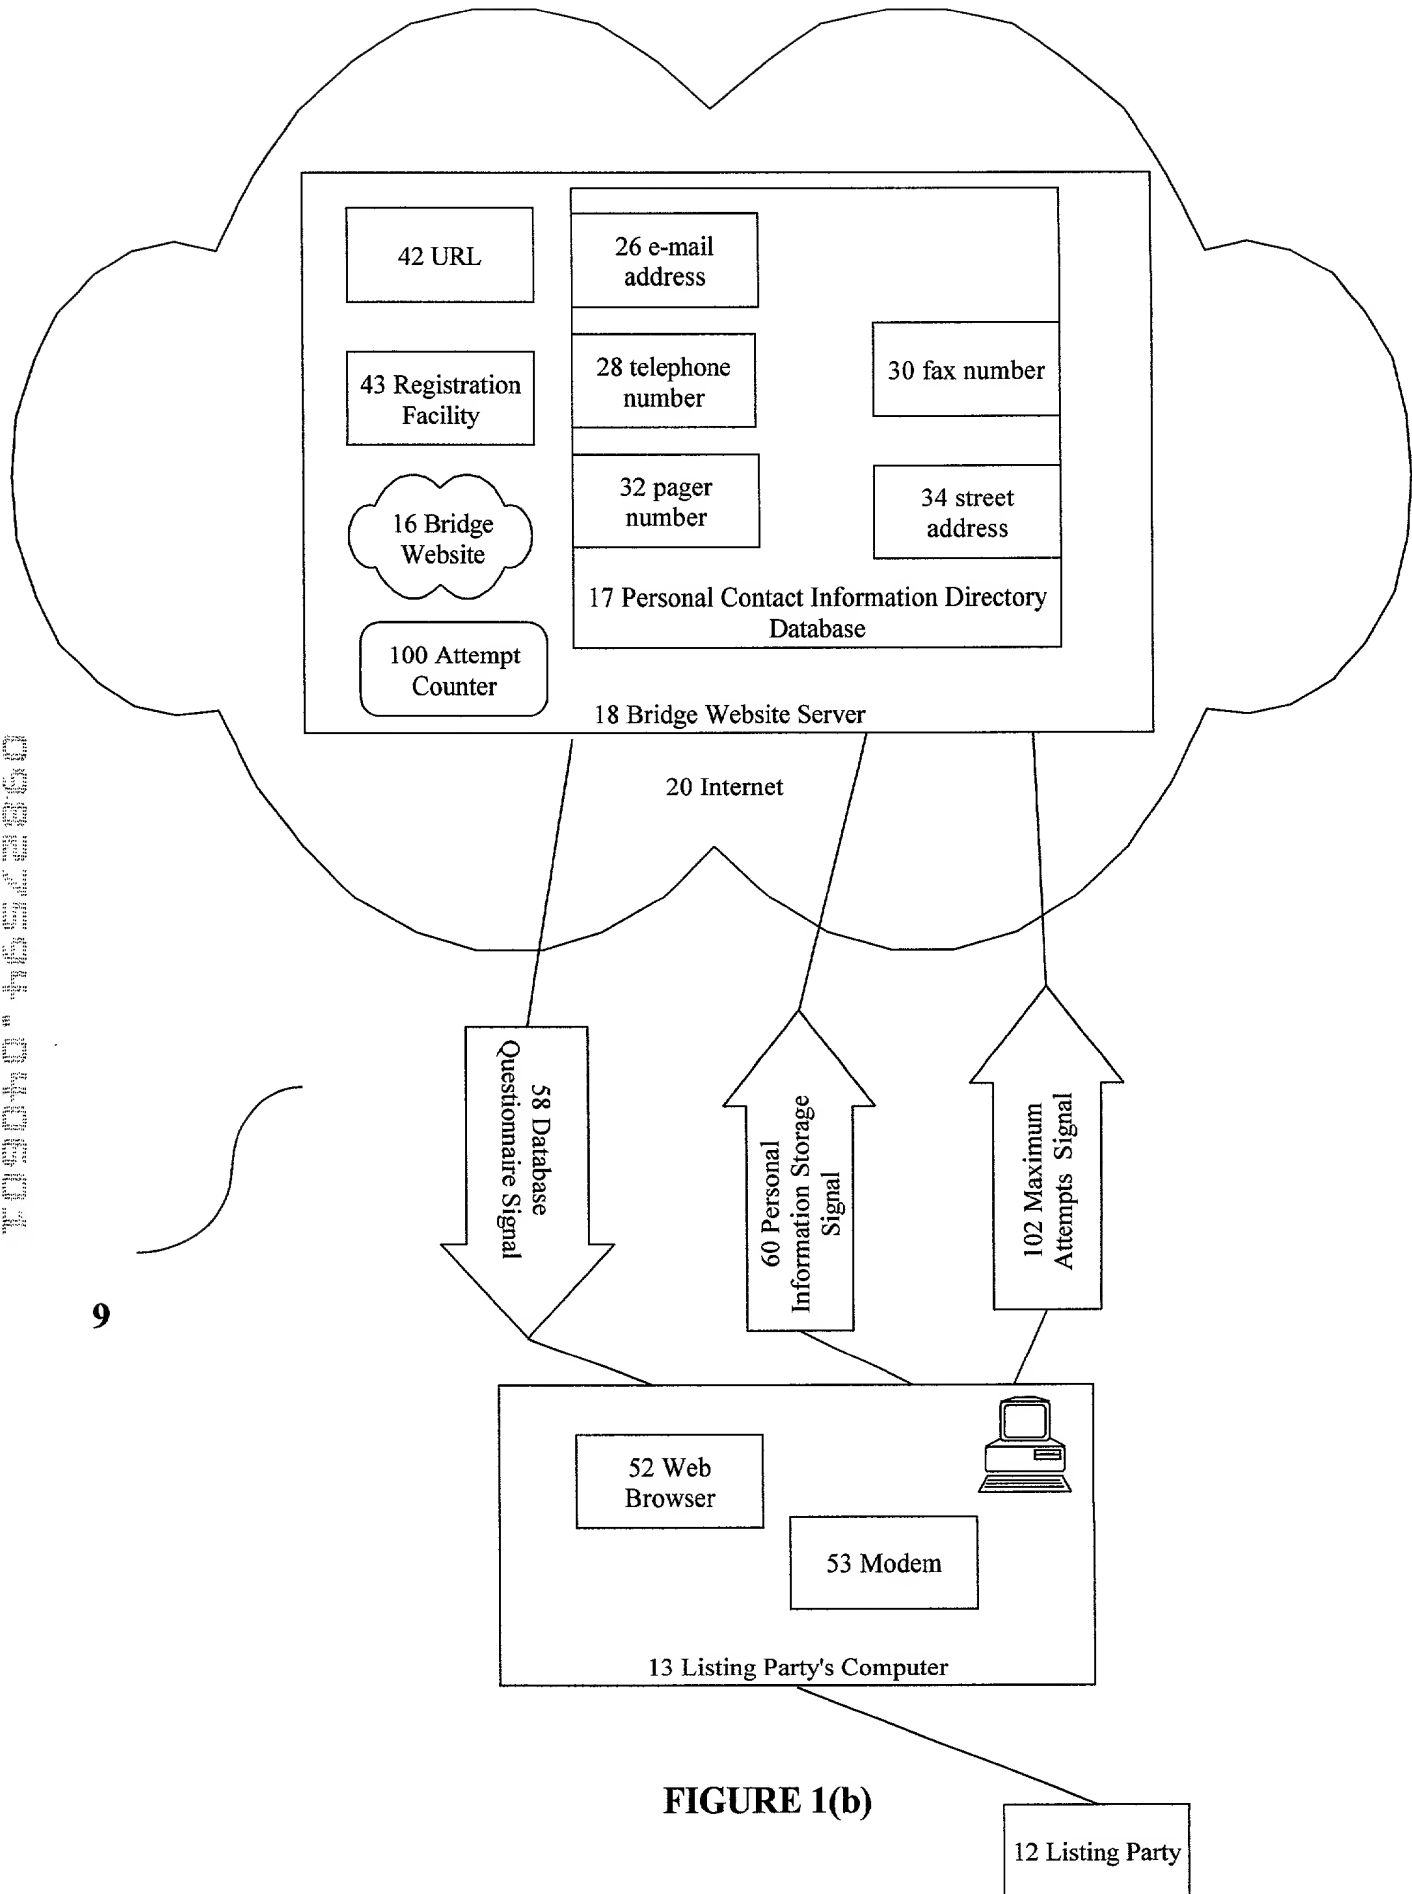 42 URL
26 e-mail
address
43 Registration
Facility
28 telephone
number
30 fax number
16 Bridge
Website
32 pager
number
34 street
address
17 Personal Contact Information Directory
Database
100 Attempt
Counter
18 Bridge Website Server
20 Internet
58 Database
Questionnaire Signal
60 Personal
Information Storage
Signal
102 Maximum
Attempts Signal
9
52 Web
Browser
53 Modem
13 Listing Party's Computer
FIGURE 1(b)
12 Listing Party